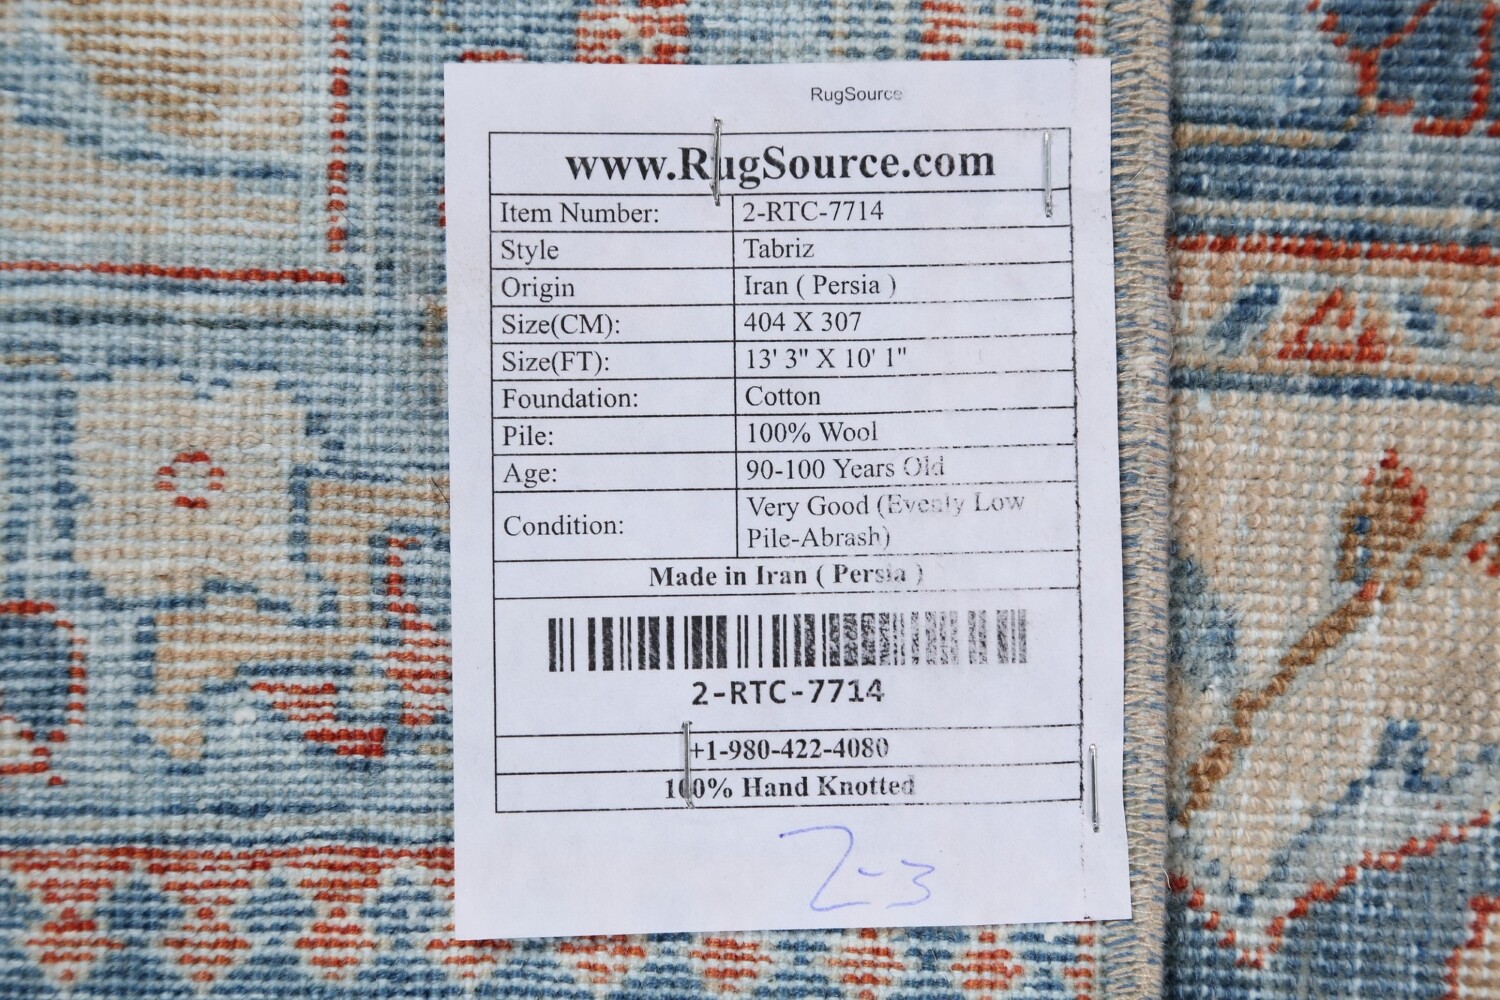 RugSource
www.RugSource.com
Item Number: 2-RTC-7714
Style Tabriz
Origin Iran ( Persia )
Size(CM): 404 X 307
Size(FT): 13' 3" X 10' 1"
Foundation: Cotton
Pile: 100% Wool
Age: 90-100 Years Old
Condition: Very Good (Evenly Low
Pile-Abrash)
Made in Iran ( Persia )
2-RTC-7714
+1-980-422-4080
100% Hand Knotted
2-3